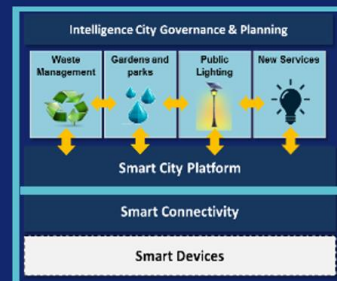 Intelligence City Governance & Planning
Waste
Management
Gardens and
parks
Public
Lighting
New Services
Smart City Platform
Smart Connectivity
Smart Devices